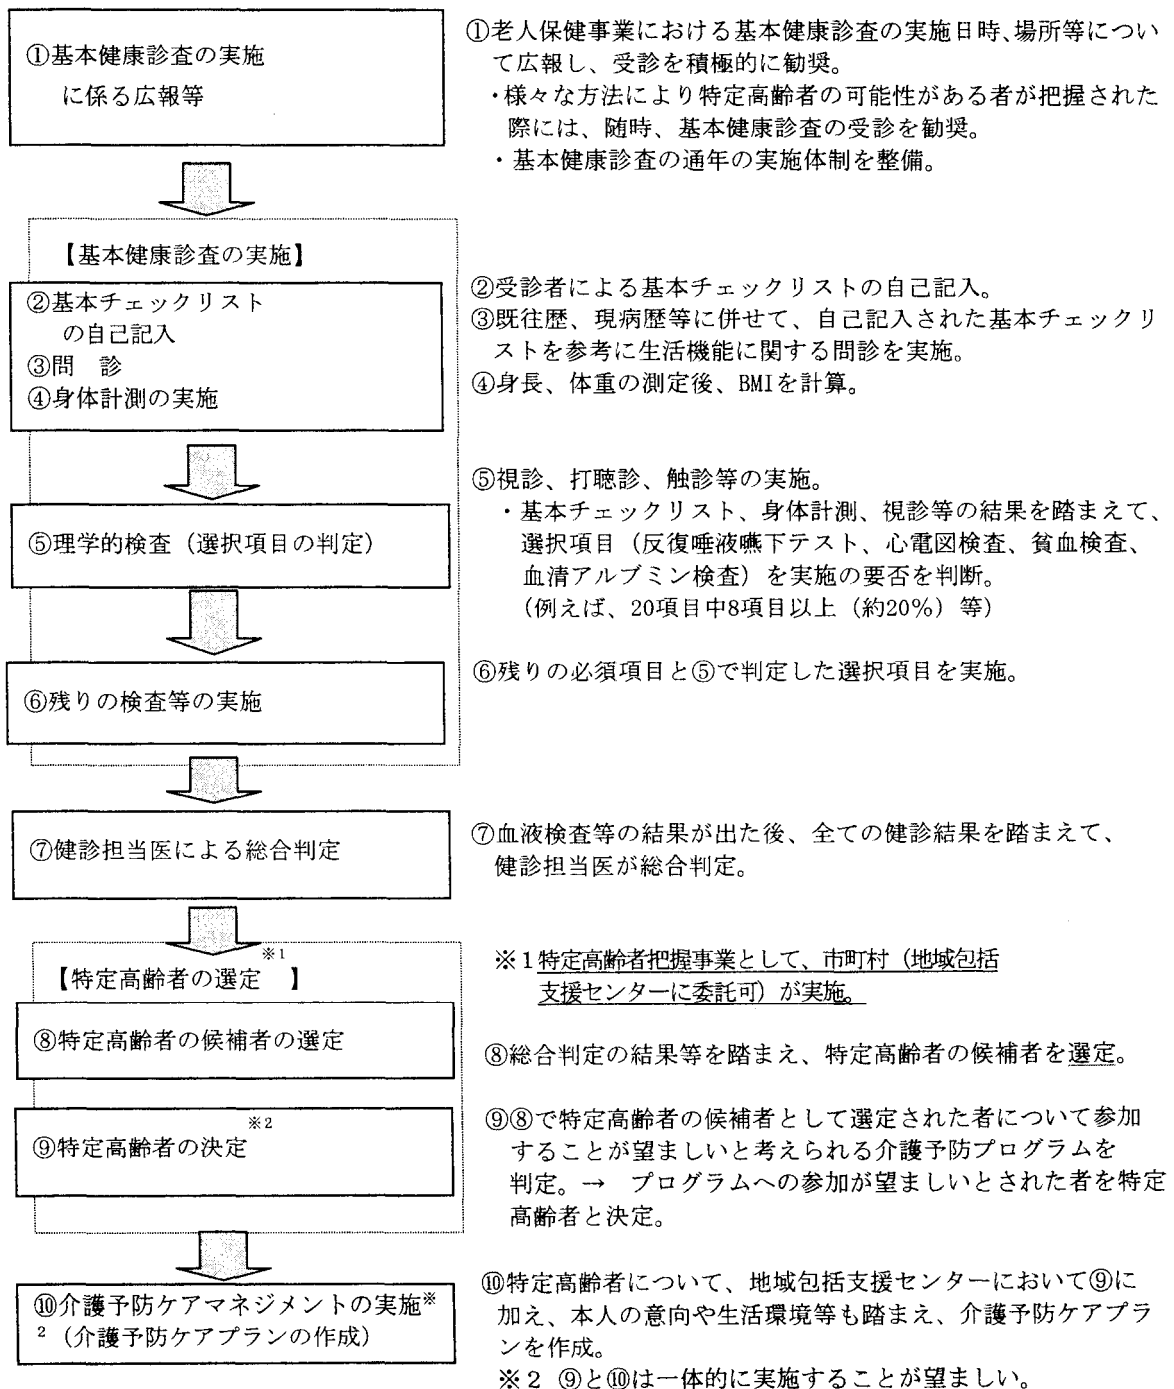 ①基本健康診査の実施
に係る広報等
①老人保健事業における基本健康診査の実施日時、場所等につい
て広報し、受診を積極的に勧奨。
・様々な方法により特定高齢者の可能性がある者が把握された
際には、随時、基本健康診査の受診を勧奨。
・基本健康診査の通年の実施体制を整備。
【基本健康診査の実施】
②基本チェックリスト
の自己記入
③問　診
④身体計測の実施
②受診者による基本チェックリストの自己記入。
③既往歴、現病歴等に併せて、自己記入された基本チェックリ
ストを参考に生活機能に関する問診を実施。
④身長、体重の測定後、BMIを計算。
⑤理学的検査（選択項目の判定）
⑤視診、打聴診、触診等の実施。
・基本チェックリスト、身体計測、視診等の結果を踏まえて、
選択項目（反復唾液嚥下テスト、心電図検査、貧血検査、
血清アルブミン検査）を実施の要否を判断。
（例えば、20項目中8項目以上（約20％）等）
⑥残りの検査等の実施
⑥残りの必須項目と⑤で判定した選択項目を実施。
⑦健診担当医による総合判定
⑦血液検査等の結果が出た後、全ての健診結果を踏まえて、
健診担当医が総合判定。
【特定高齢者の選定※1　】
※１特定高齢者把握事業として、市町村（地域包括
支援センターに委託可）が実施。
⑧特定高齢者の候補者の選定
⑧総合判定の結果等を踏まえ、特定高齢者の候補者を選定。
⑨特定高齢者の決定※2
⑨⑧で特定高齢者の候補者として選定された者について参加
することが望ましいと考えられる介護予防プログラムを
判定。→　プログラムへの参加が望ましいとされた者を特定
高齢者と決定。
⑩介護予防ケアマネジメントの実施※
2（介護予防ケアプランの作成）
⑩特定高齢者について、地域包括支援センターにおいて⑨に
加え、本人の意向や生活環境等も踏まえ、介護予防ケアプラ
ンを作成。
※２ ⑨と⑩は一体的に実施することが望ましい。